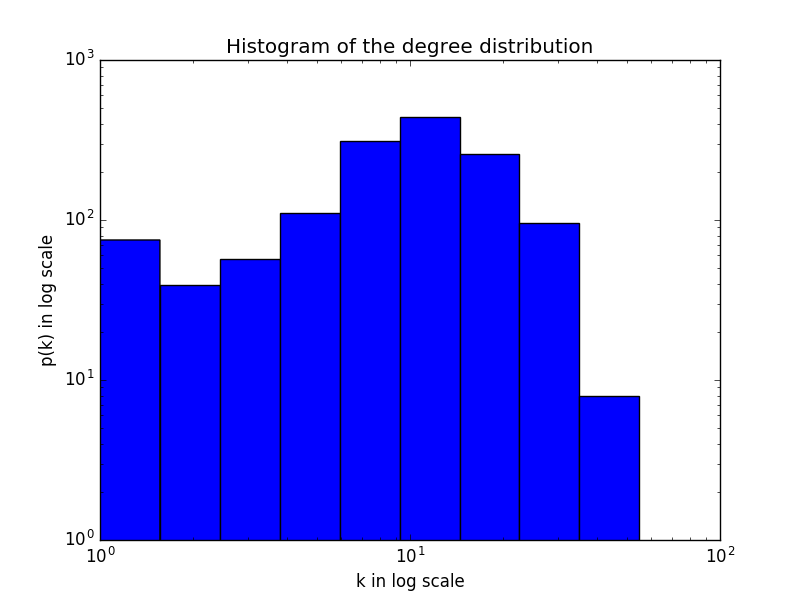 Histogram of the degree distribution
10³
10²
10¹
10⁰
p(k) in log scale
10⁰ 10¹ 10²
k in log scale